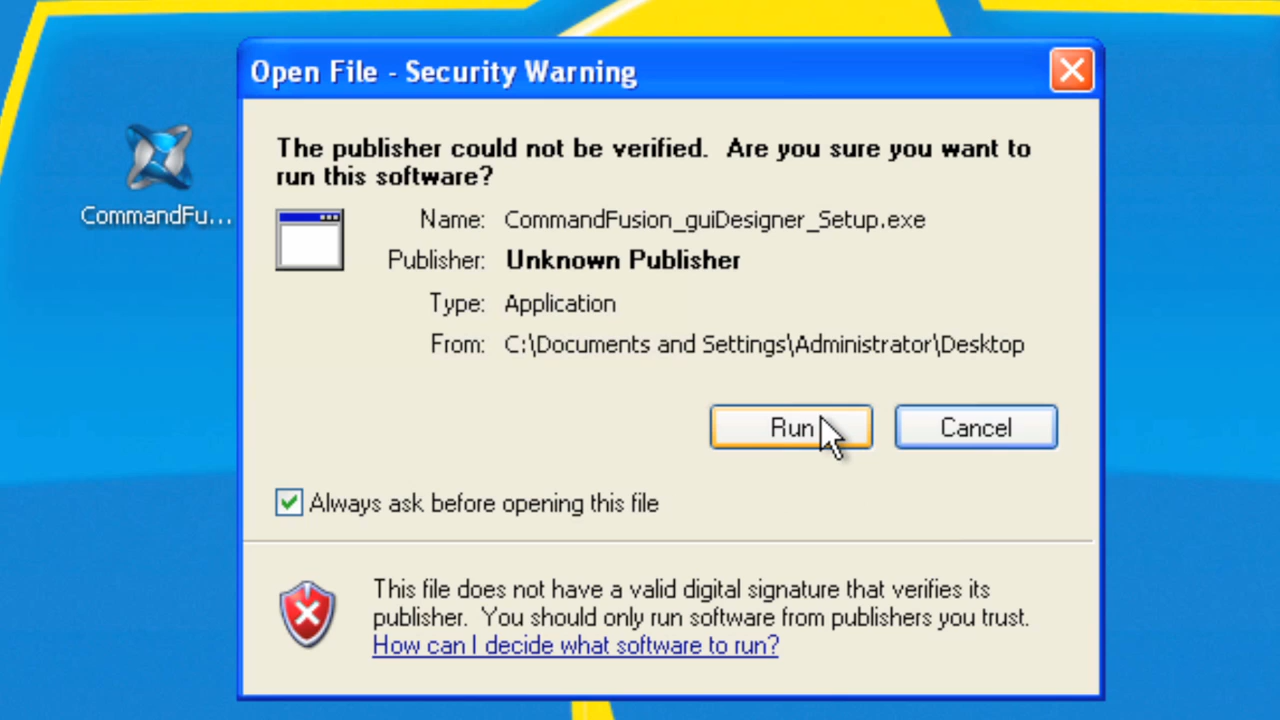 Open File - Security Warning
The publisher could not be verified. Are you sure you want to
run this software?
CommandFu...
Name: CommandFusion_guiDesigner_Setup.exe
Publisher: Unknown Publisher
Type: Application
From: C:\Documents and Settings\Administrator\Desktop
Run
Cancel
Always ask before opening this file
This file does not have a valid digital signature that verifies its
publisher. You should only run software from publishers you trust.
How can I decide what software to run?